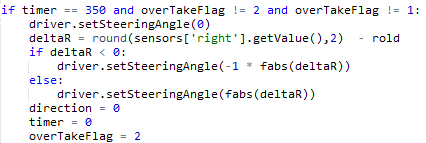 if timer == 350 and overTakeFlag != 2 and overTakeFlag != 1:
    driver.setSteeringAngle(0)
    deltaR = round(sensors['right'].getValue(),2)  - rold
    if deltaR < 0:
        driver.setSteeringAngle(-1 * fabs(deltaR))
    else:
        driver.setSteeringAngle(fabs(deltaR))
    direction = 0
    timer = 0
    overTakeFlag = 2